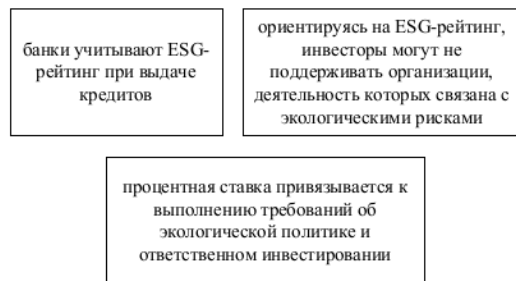 банки учитывают ESG-
рейтинг при выдаче
кредитов
ориентируясь на ESG-рейтинг,
инвесторы могут не
поддерживать организации,
деятельность которых связана с
экологическими рисками
процентная ставка привязывается к
выполнению требований об
экологической политике и
ответственном инвестировании